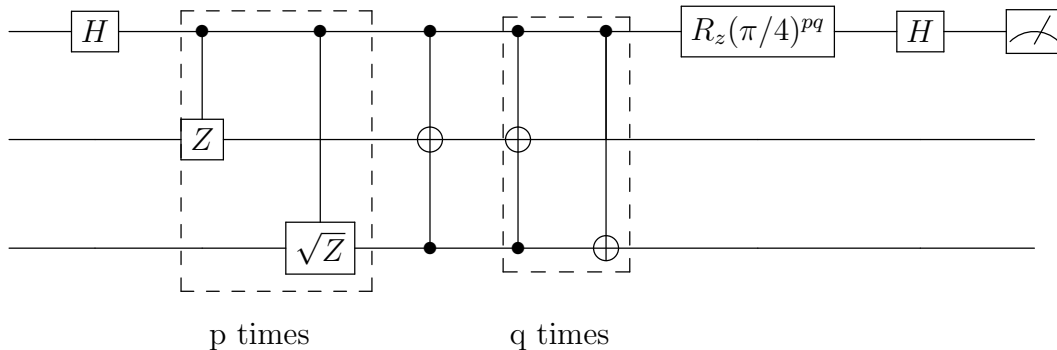 H
R_z(π/4)^{pq}
H
Z
√Z
p times
q times